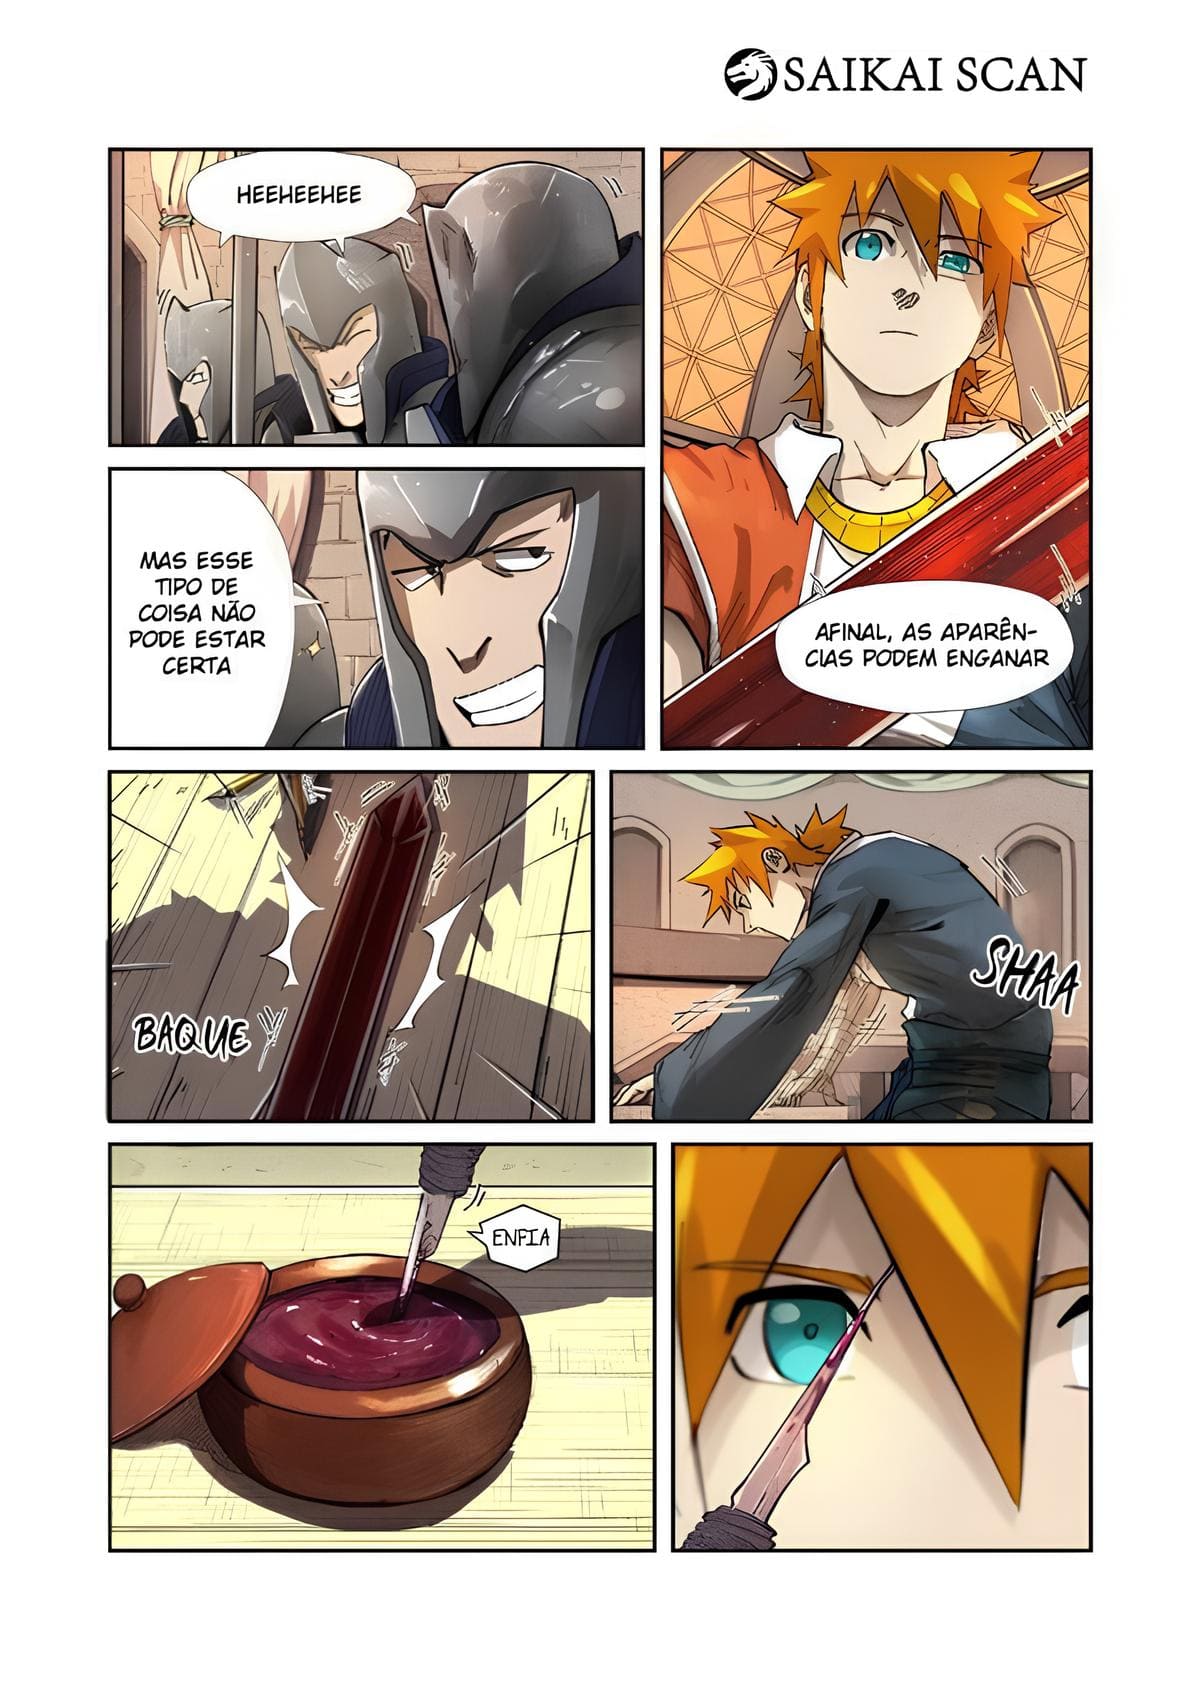 SAIKAI SCAN
HEEHEEHEE
MAS ESSE
TIPO DE
COISA NÃO
PODE ESTAR
CERTA
AFINAL, AS APARÊN-
CIAS PODEM ENGANAR
BAQUE
SHAA
ENFIA